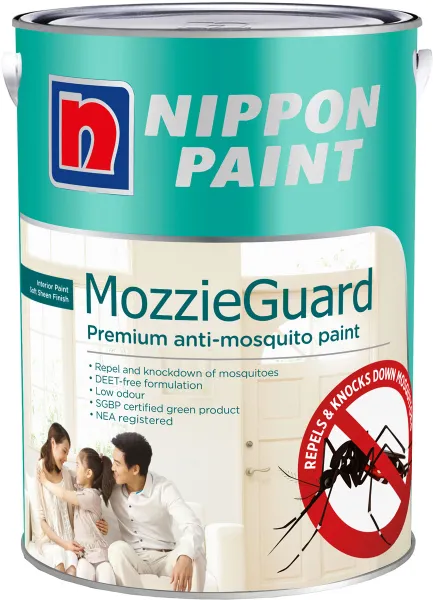 n
NIPPON
PAINT
Interior Paint
Soft Sheen Finish
MozzieGuard
Premium anti-mosquito paint
• Repel and knockdown of mosquitoes
• DEET-free formulation
• Low odour
• SGBP certified green product
• NEA registered
REPELS & KNOCKS DOWN